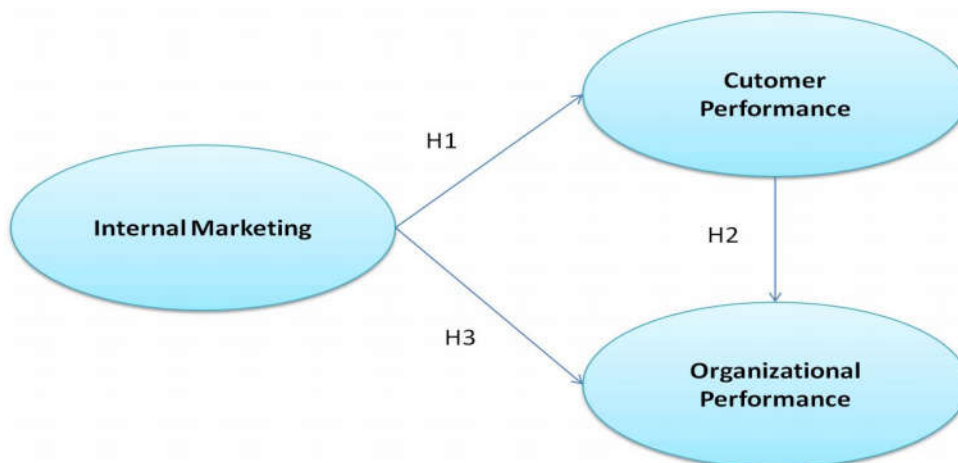 Cutomer
Performance
H1
Internal Marketing
H2
H3
Organizational
Performance